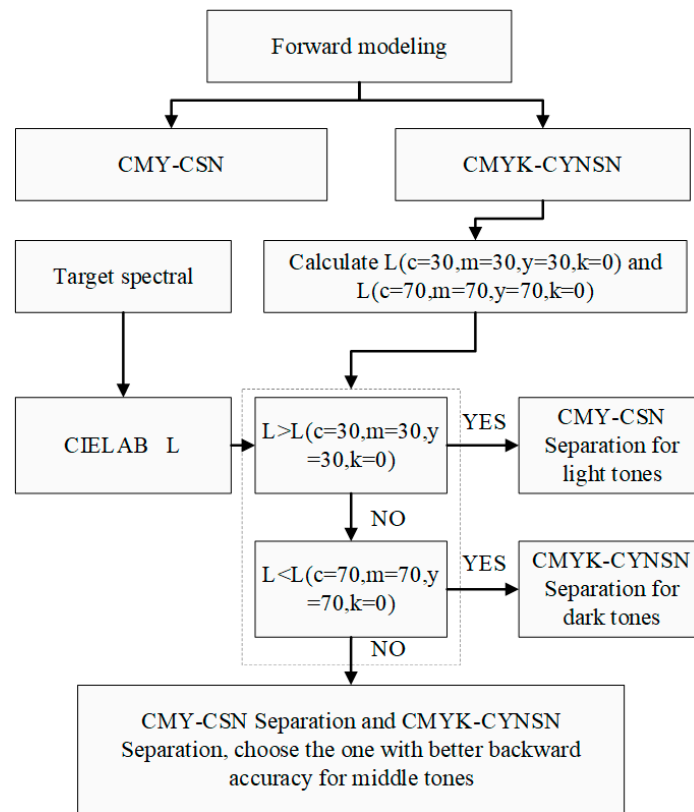 Forward modeling
CMY-CSN
CMYK-CYNSN
Target spectral
Calculate L(c=30,m=30,y=30,k=0) and
L(c=70,m=70,y=70,k=0)
CIELAB L
L>L(c=30,m=30,y
=30,k=0)
YES
CMY-CSN
Separation for
light tones
NO
L<L(c=70,m=70,y
=70,k=0)
YES
CMYK-CYNSN
Separation for
dark tones
NO
CMY-CSN Separation and CMYK-CYNSN
Separation, choose the one with better backward
accuracy for middle tones